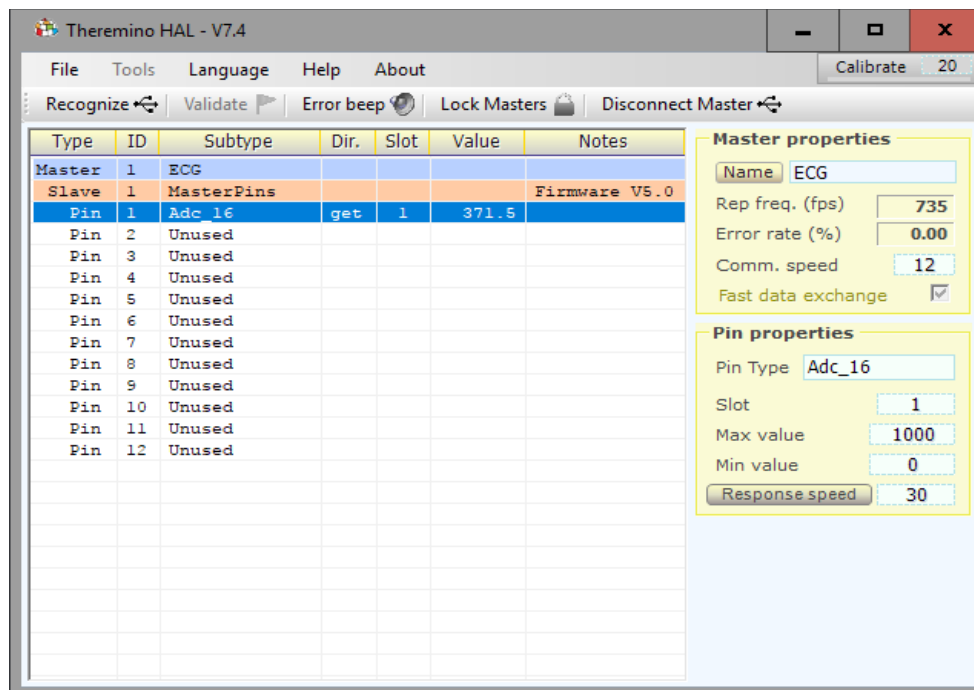 Theremino HAL - V7.4
File Tools Language Help About
Calibrate 20
Recognize Validate Error beep Lock Masters Disconnect Master
Type ID Subtype Dir. Slot Value Notes
Master 1 ECG
Slave 1 MasterPins Firmware V5.0
Pin 1 Adc_16 get 1 371.5
Pin 2 Unused
Pin 3 Unused
Pin 4 Unused
Pin 5 Unused
Pin 6 Unused
Pin 7 Unused
Pin 8 Unused
Pin 9 Unused
Pin 10 Unused
Pin 11 Unused
Pin 12 Unused
Master properties
Name ECG
Rep freq. (fps) 735
Error rate (%) 0.00
Comm. speed 12
Fast data exchange
Pin properties
Pin Type Adc_16
Slot 1
Max value 1000
Min value 0
Response speed 30